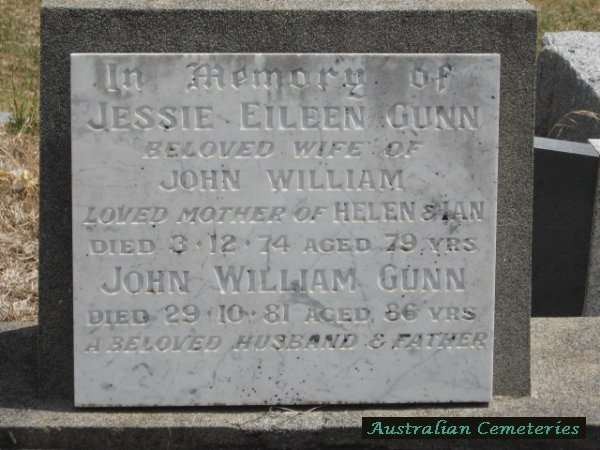 In Memory of
JESSIE EILEEN GUNN
BELOVED WIFE OF
JOHN WILLIAM
LOVED MOTHER OF HELEN & IAN
DIED 3·12·74 AGED 79 YRS
JOHN WILLIAM GUNN
DIED 29·10·81 AGED 86 YRS
A BELOVED HUSBAND & FATHER
Australian Cemeteries